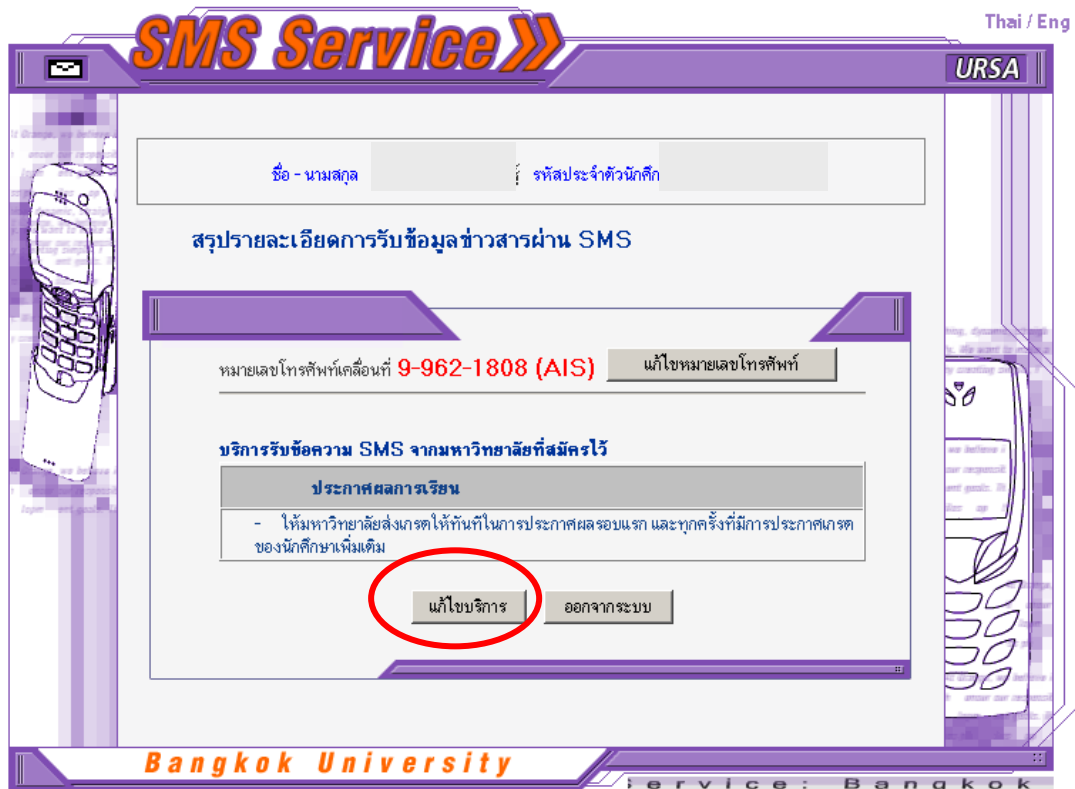 Thai / Eng
SMS Service
URSA
ชื่อ - นามสกุล รหัสประจำตัวนักศึก
สรุปรายละเอียดการรับข้อมูลข่าวสารผ่าน SMS
หมายเลขโทรศัพท์เคลื่อนที่ 9-962-1808 (AIS) แก้ไขหมายเลขโทรศัพท์
บริการรับข้อความ SMS จากมหาวิทยาลัยที่สมัครไว้
ประกาศผลการเรียน
- ให้มหาวิทยาลัยส่งเกรดให้ทันทีในการประกาศผลรอบแรก และทุกครั้งที่มีการประกาศเกรด
ของนักศึกษาเพิ่มเติม
แก้ไขบริการ ออกจากระบบ
Bangkok University
ervice: Bangkok